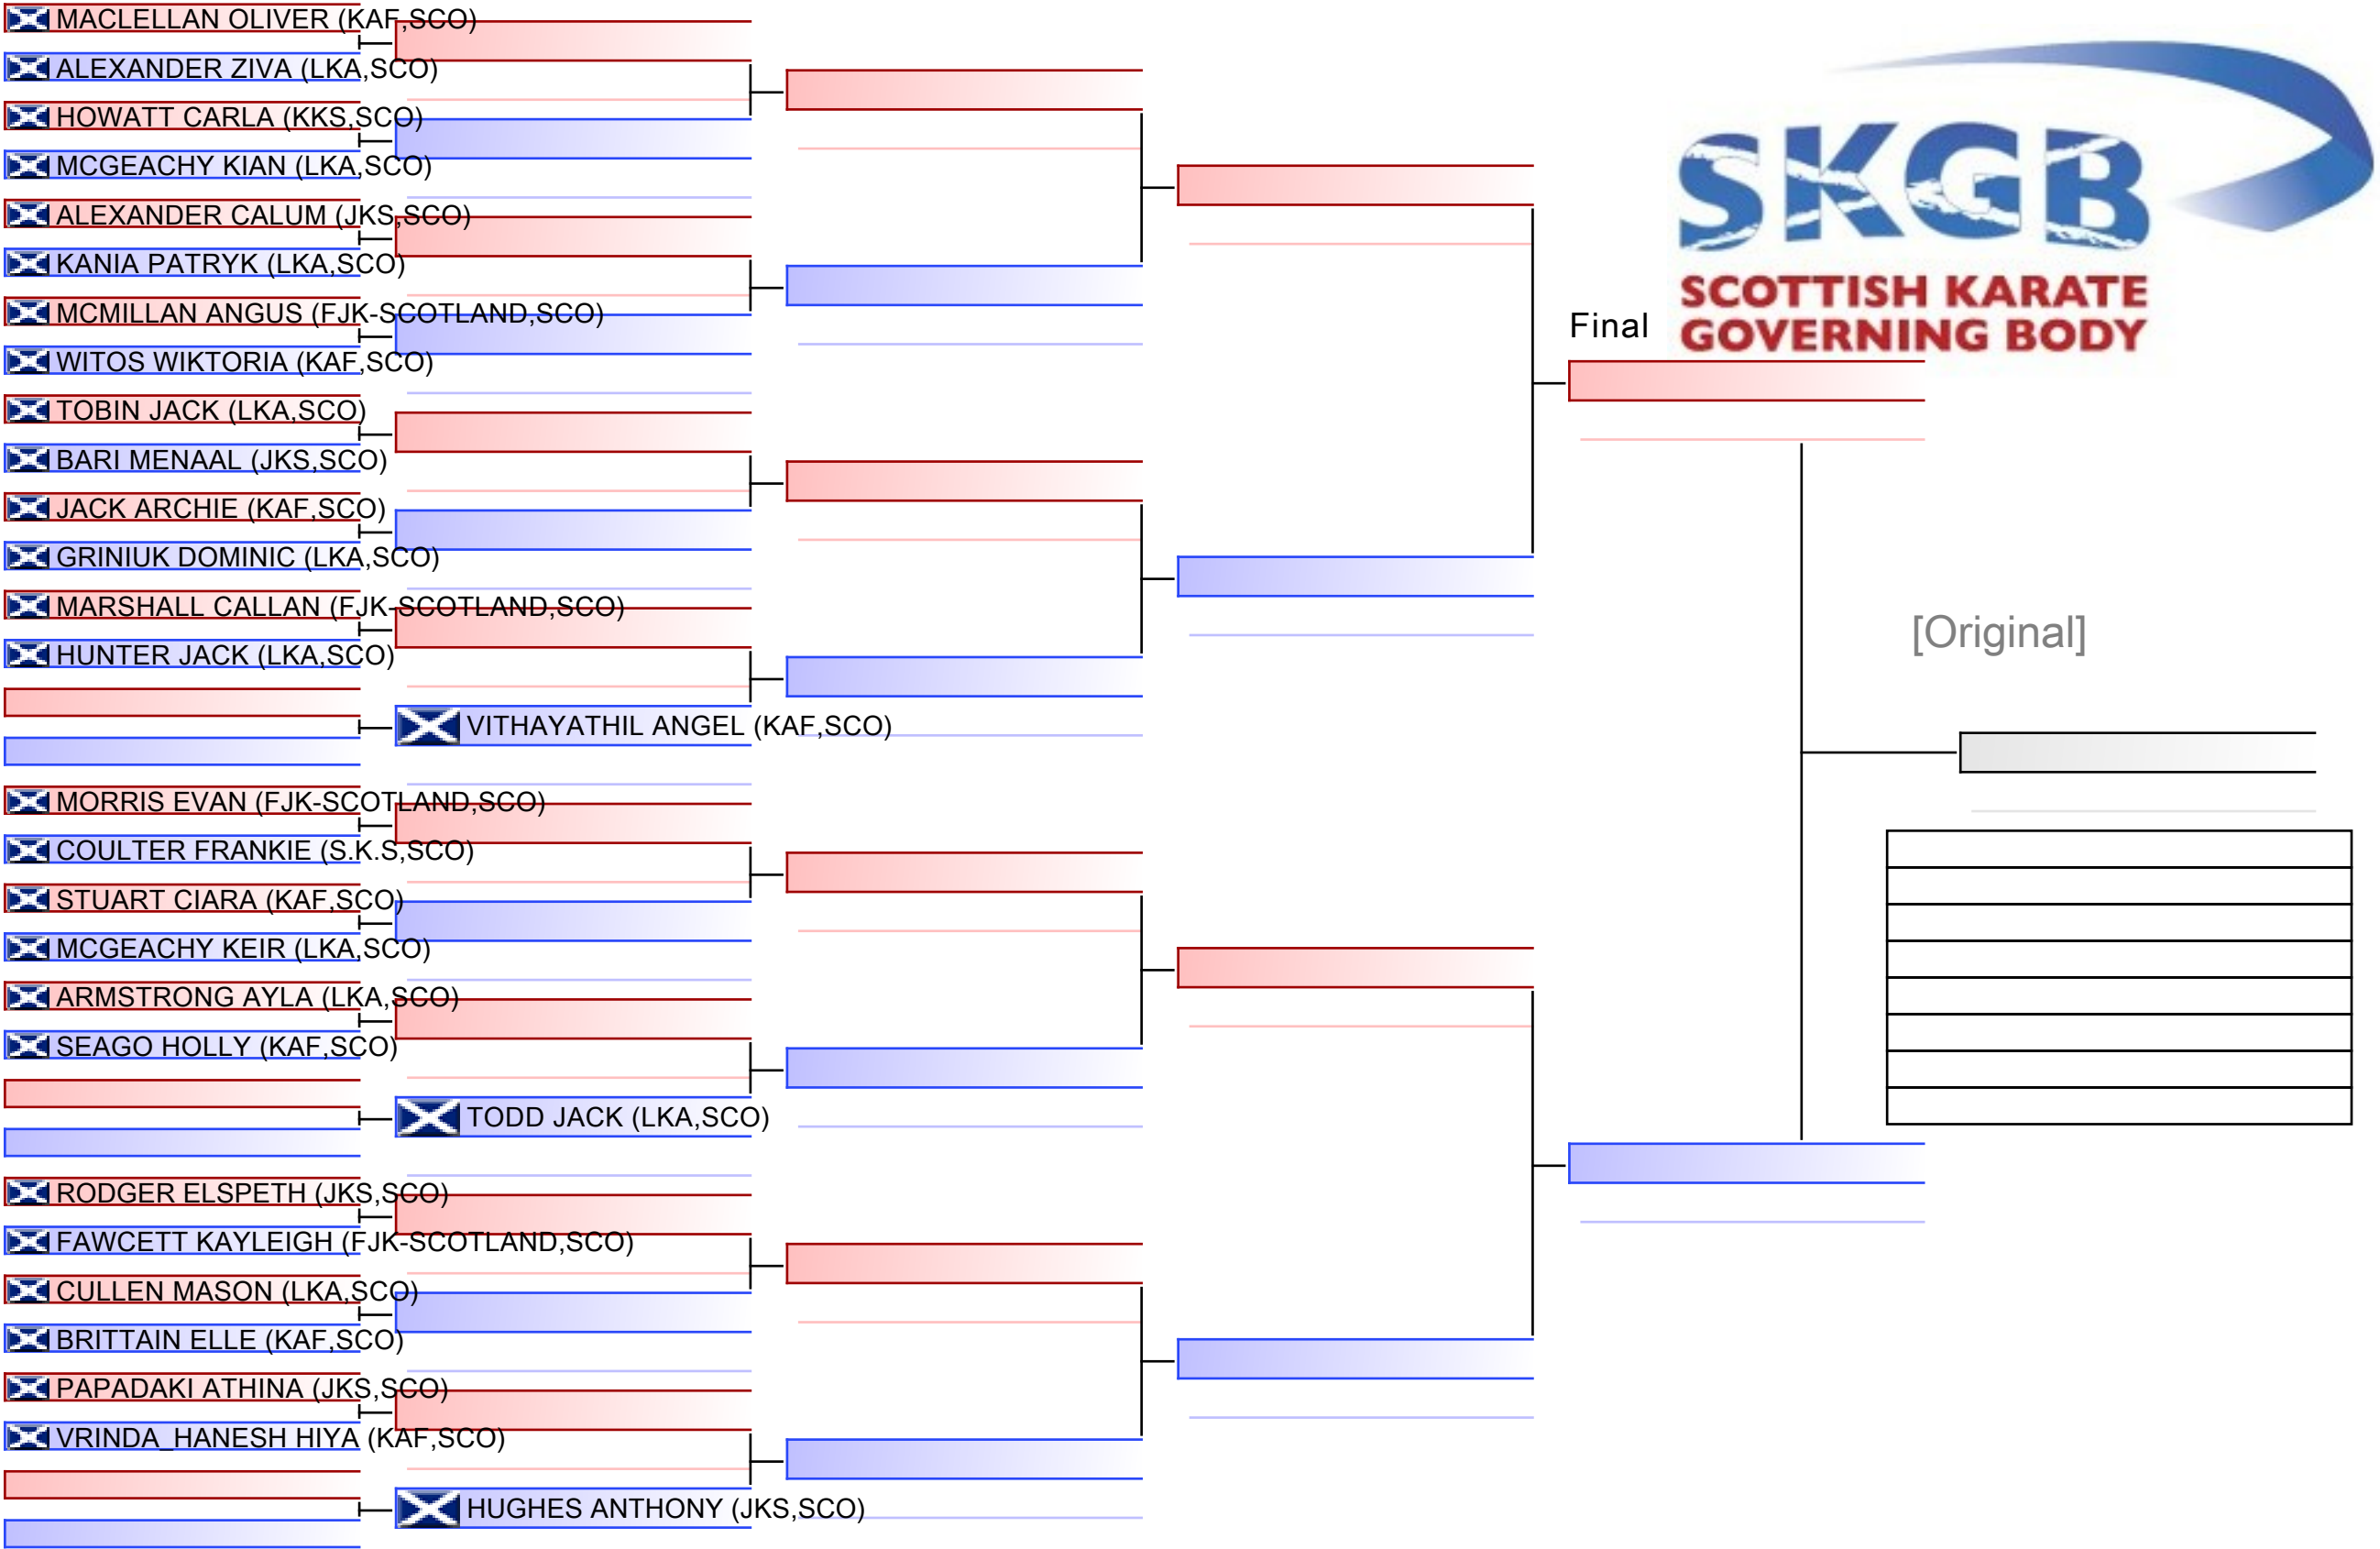 MACLELLAN OLIVER (KAF,SCO)
ALEXANDER ZIVA (LKA,SCO)
HOWATT CARLA (KKS,SCO)
MCGEACHY KIAN (LKA,SCO)
ALEXANDER CALUM (JKS,SCO)
KANIA PATRYK (LKA,SCO)
MCMILLAN ANGUS (FJK-SCOTLAND,SCO)
WITOS WIKTORIA (KAF,SCO)
TOBIN JACK (LKA,SCO)
BARI MENAAL (JKS,SCO)
JACK ARCHIE (KAF,SCO)
GRINIUK DOMINIC (LKA,SCO)
MARSHALL CALLAN (FJK-SCOTLAND,SCO)
HUNTER JACK (LKA,SCO)
VITHAYATHIL ANGEL (KAF,SCO)
MORRIS EVAN (FJK-SCOTLAND,SCO)
COULTER FRANKIE (S.K.S,SCO)
STUART CIARA (KAF,SCO)
MCGEACHY KEIR (LKA,SCO)
ARMSTRONG AYLA (LKA,SCO)
SEAGO HOLLY (KAF,SCO)
TODD JACK (LKA,SCO)
RODGER ELSPETH (JKS,SCO)
FAWCETT KAYLEIGH (FJK-SCOTLAND,SCO)
CULLEN MASON (LKA,SCO)
BRITTAIN ELLE (KAF,SCO)
PAPADAKI ATHINA (JKS,SCO)
VRINDA_HANESH HIYA (KAF,SCO)
HUGHES ANTHONY (JKS,SCO)
Final
SKGB
SCOTTISH KARATE
GOVERNING BODY
[Original]